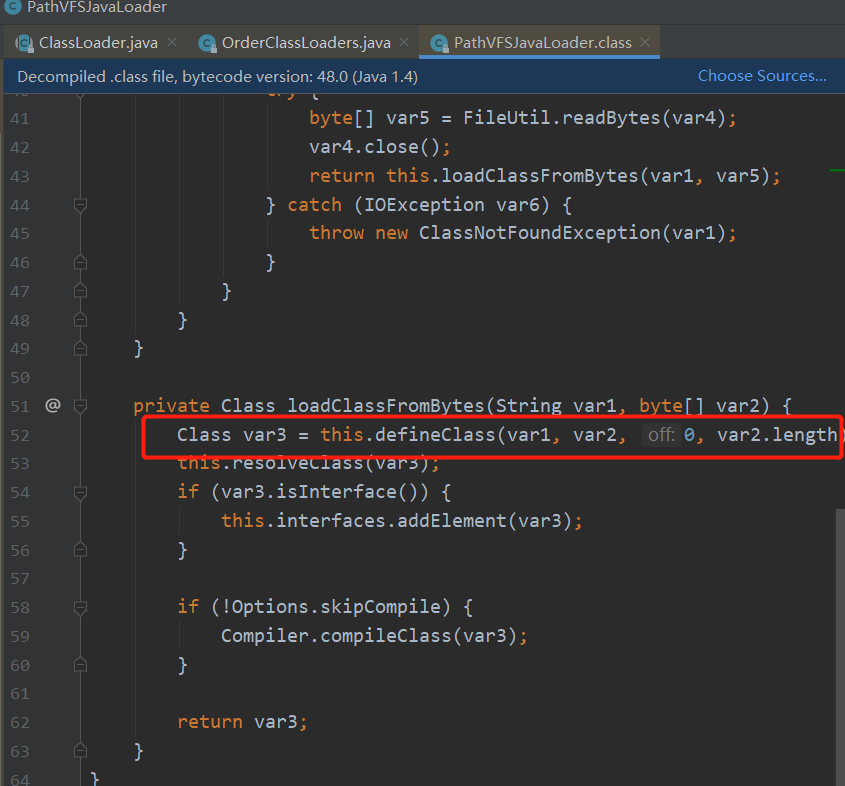 PathVFSJavaLoader
ClassLoader.java OrderClassLoaders.java PathVFSJavaLoader.class
Decompiled .class file, bytecode version: 48.0 (Java 1.4) Choose Sources...
try {
41 byte[] var5 = FileUtil.readBytes(var4);
42 var4.close();
43 return this.loadClassFromBytes(var1, var5);
44 } catch (IOException var6) {
45 throw new ClassNotFoundException(var1);
46 }
47 }
48 }
49 }
50
51 @ private Class loadClassFromBytes(String var1, byte[] var2) {
52 Class var3 = this.defineClass(var1, var2, off: 0, var2.length)
53 this.resolveClass(var3);
54 if (var3.isInterface()) {
55 this.interfaces.addElement(var3);
56 }
57
58 if (!Options.skipCompile) {
59 Compiler.compileClass(var3);
60 }
61
62 return var3;
63 }
64 }